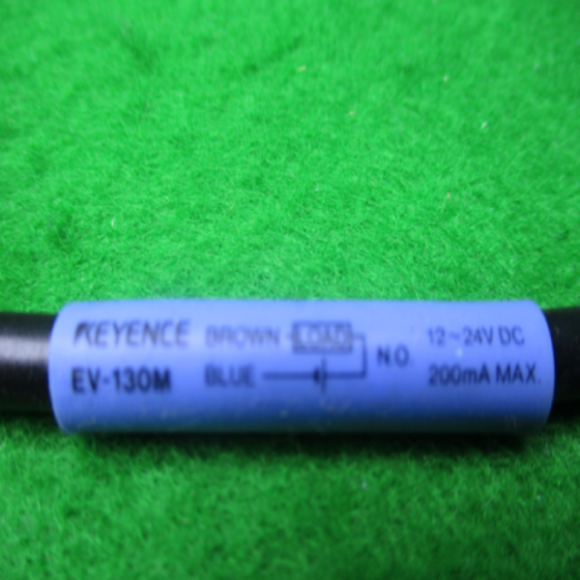 KEYENCE BROWN LOAD 12~24V DC
EV-130M BLUE N.O. 200mA MAX.